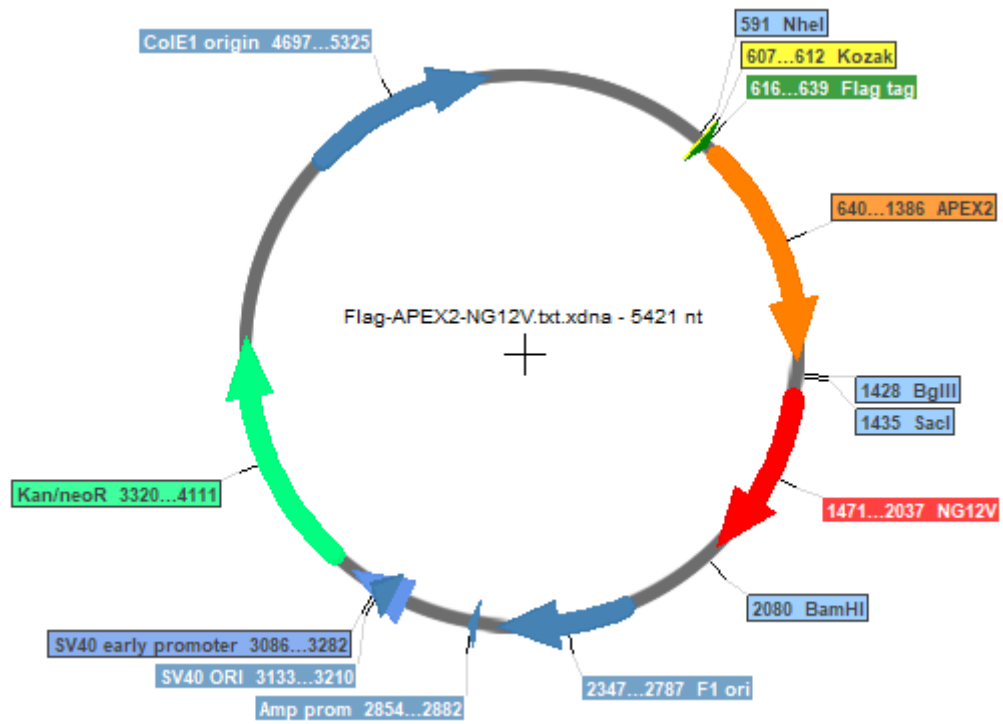 ColE1 origin 4697...5325
591 NheI
607...612 Kozak
616...639 Flag tag
640...1386 APEX2
Flag-APEX2-NG12V.txt.xdna - 5421 nt
1428 BglII
1435 SacI
Kan/neoR 3320...4111
1471...2037 NG12V
2080 BamHI
SV40 early promoter 3086...3282
SV40 ORI 3133...3210
2347...2787 F1 ori
Amp prom 2854...2882